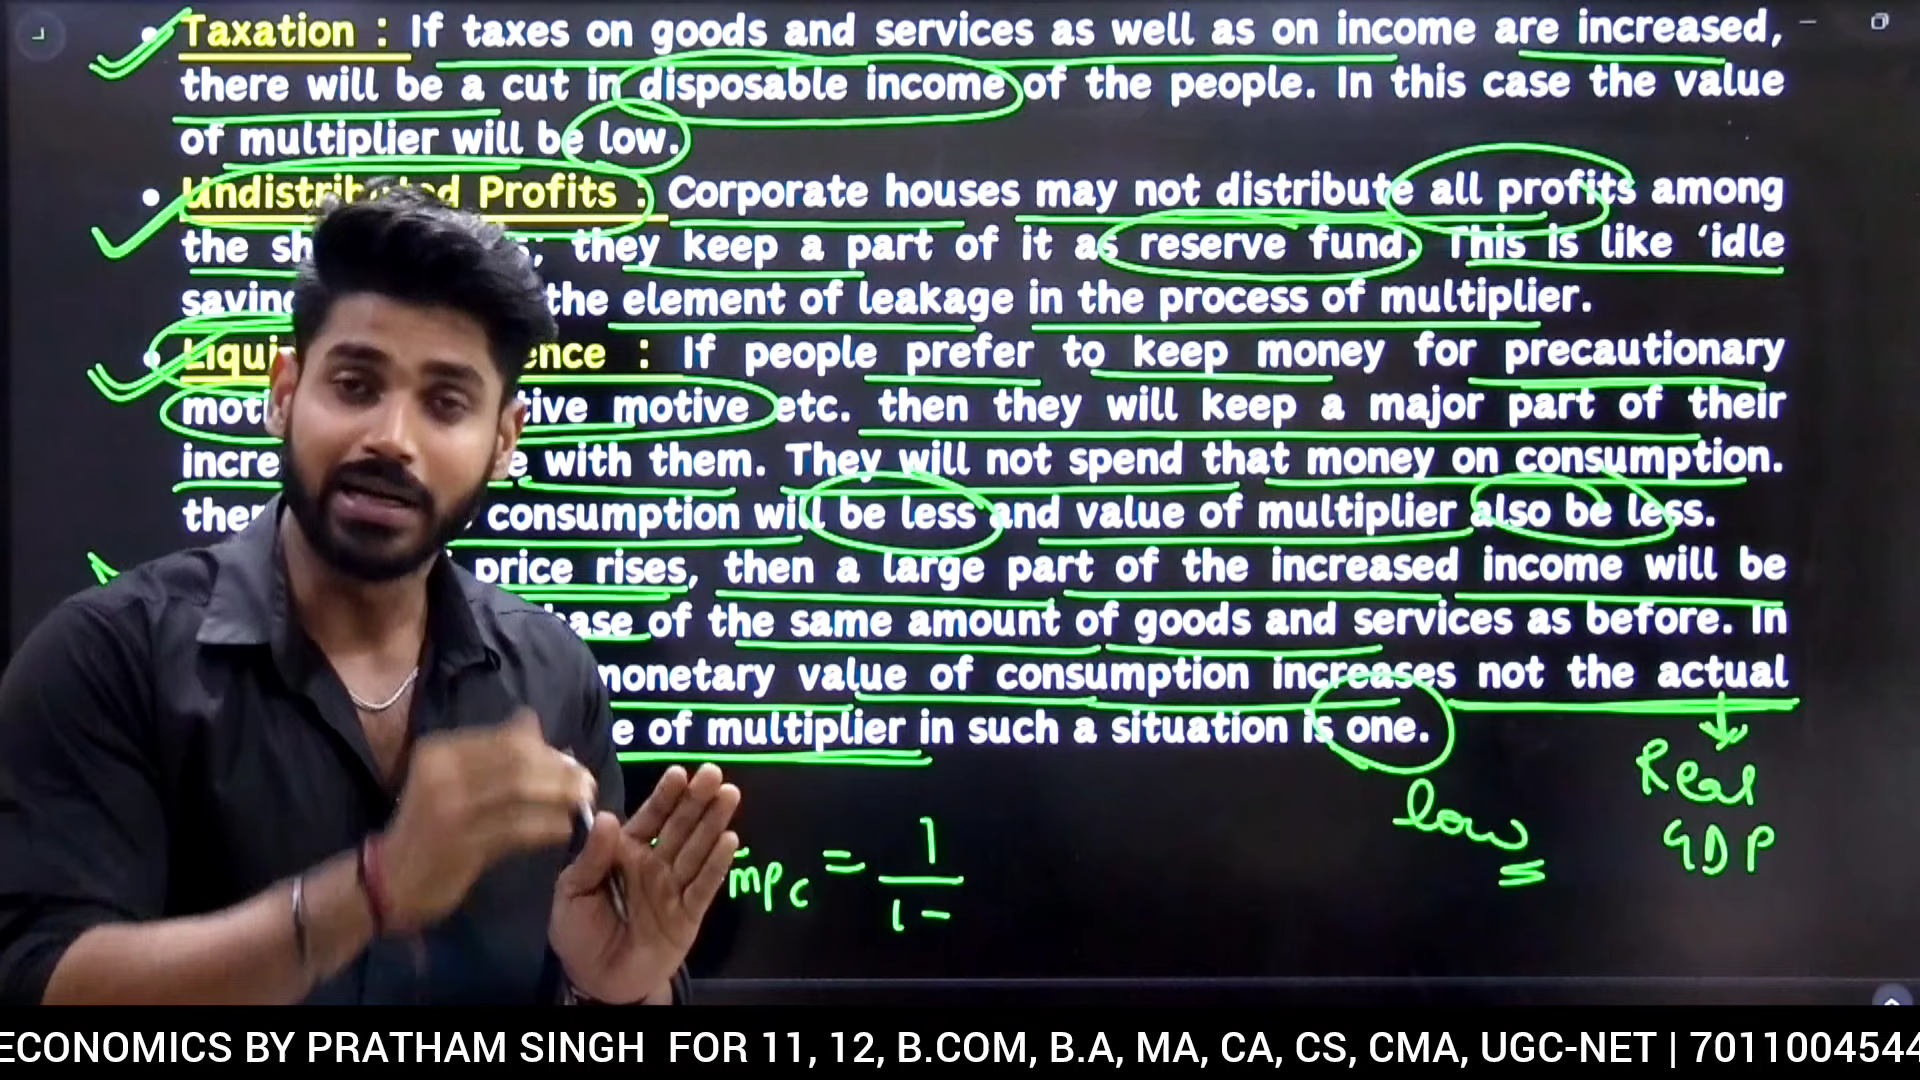 • Taxation : If taxes on goods and services as well as on income are increased,
there will be a cut in disposable income of the people. In this case the value
of multiplier will be low.
• Undistributed Profits : Corporate houses may not distribute all profits among
the sh ; they keep a part of it as reserve fund. This is like ‘idle
saving the element of leakage in the process of multiplier.
• Liqui ence : If people prefer to keep money for precautionary
moti tive motive etc. then they will keep a major part of their
incre e with them. They will not spend that money on consumption.
ther consumption will be less and value of multiplier also be less.
price rises, then a large part of the increased income will be
ase of the same amount of goods and services as before. In
monetary value of consumption increases not the actual
e of multiplier in such a situation is one.
Real
GDP
low
mpc = 1
1 -
ECONOMICS BY PRATHAM SINGH FOR 11, 12, B.COM, B.A, MA, CA, CS, CMA, UGC-NET | 7011004544